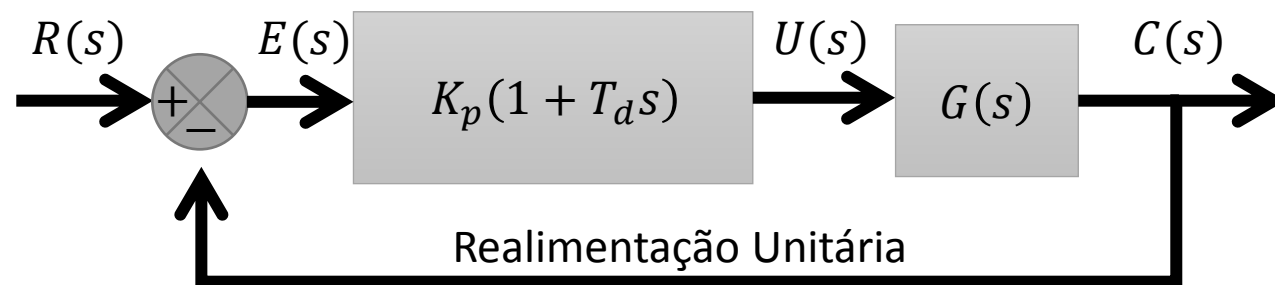 R(s) E(s) U(s) C(s)
+ K_p(1 + T_d s) G(s)
−
Realimentação Unitária